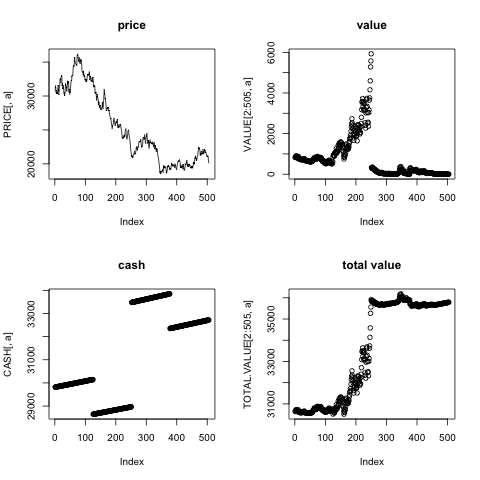 price
PRICE[, a]
20000 30000
0 100 200 300 400 500
Index
value
VALUE[2:505, a]
0 2000 4000 6000
0 100 200 300 400 500
Index
cash
CASH[, a]
29000 31000 33000
0 100 200 300 400 500
Index
total value
TOTAL.VALUE[2:505, a]
31000 33000 35000
0 100 200 300 400 500
Index